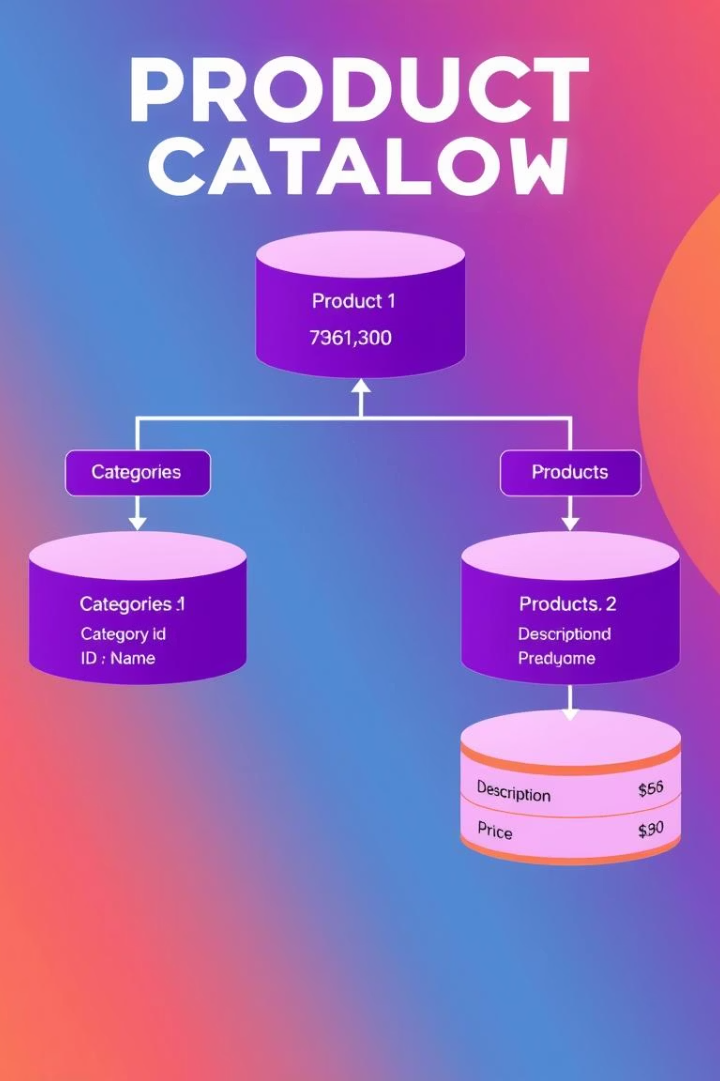 PRODUCT
CATALOW
Product 1
7361,300
Categories
Products
Categories .1
Category id
ID : Name
Products. 2
Descriptiond
Pradyome
Description $56
Price $.90